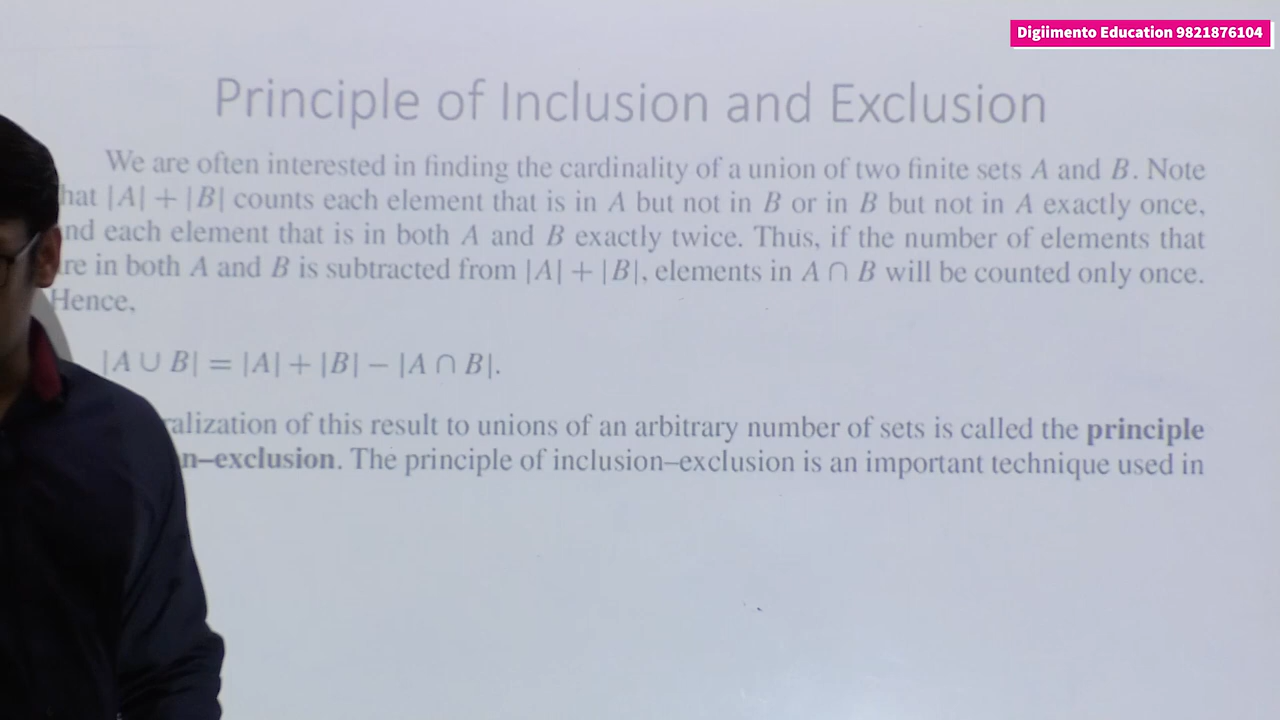 Digiimento Education 9821876104
Principle of Inclusion and Exclusion
We are often interested in finding the cardinality of a union of two finite sets A and B. Note
hat |A| + |B| counts each element that is in A but not in B or in B but not in A exactly once,
nd each element that is in both A and B exactly twice. Thus, if the number of elements that
re in both A and B is subtracted from |A| + |B|, elements in A ∩ B will be counted only once.
Hence,
|A ∪ B| = |A| + |B| − |A ∩ B|.
alization of this result to unions of an arbitrary number of sets is called the principle
n–exclusion. The principle of inclusion–exclusion is an important technique used in